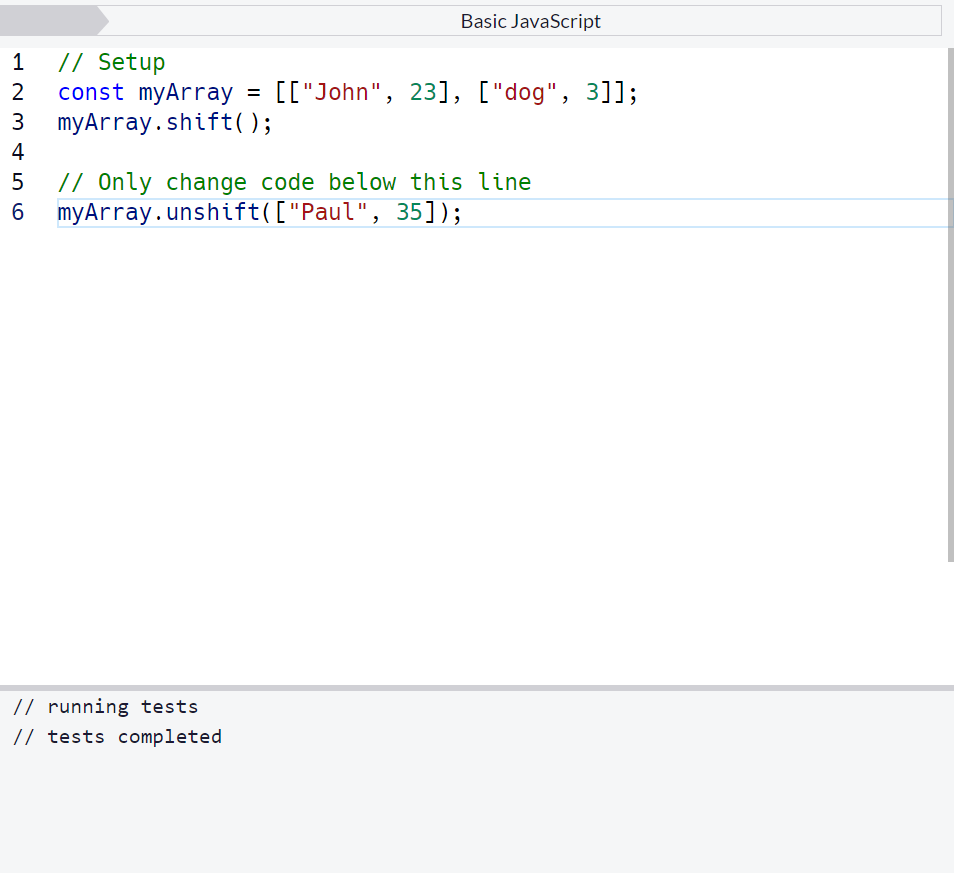 Basic JavaScript
1 // Setup
2 const myArray = [["John", 23], ["dog", 3]];
3 myArray.shift();
4
5 // Only change code below this line
6 myArray.unshift(["Paul", 35]);
// running tests
// tests completed